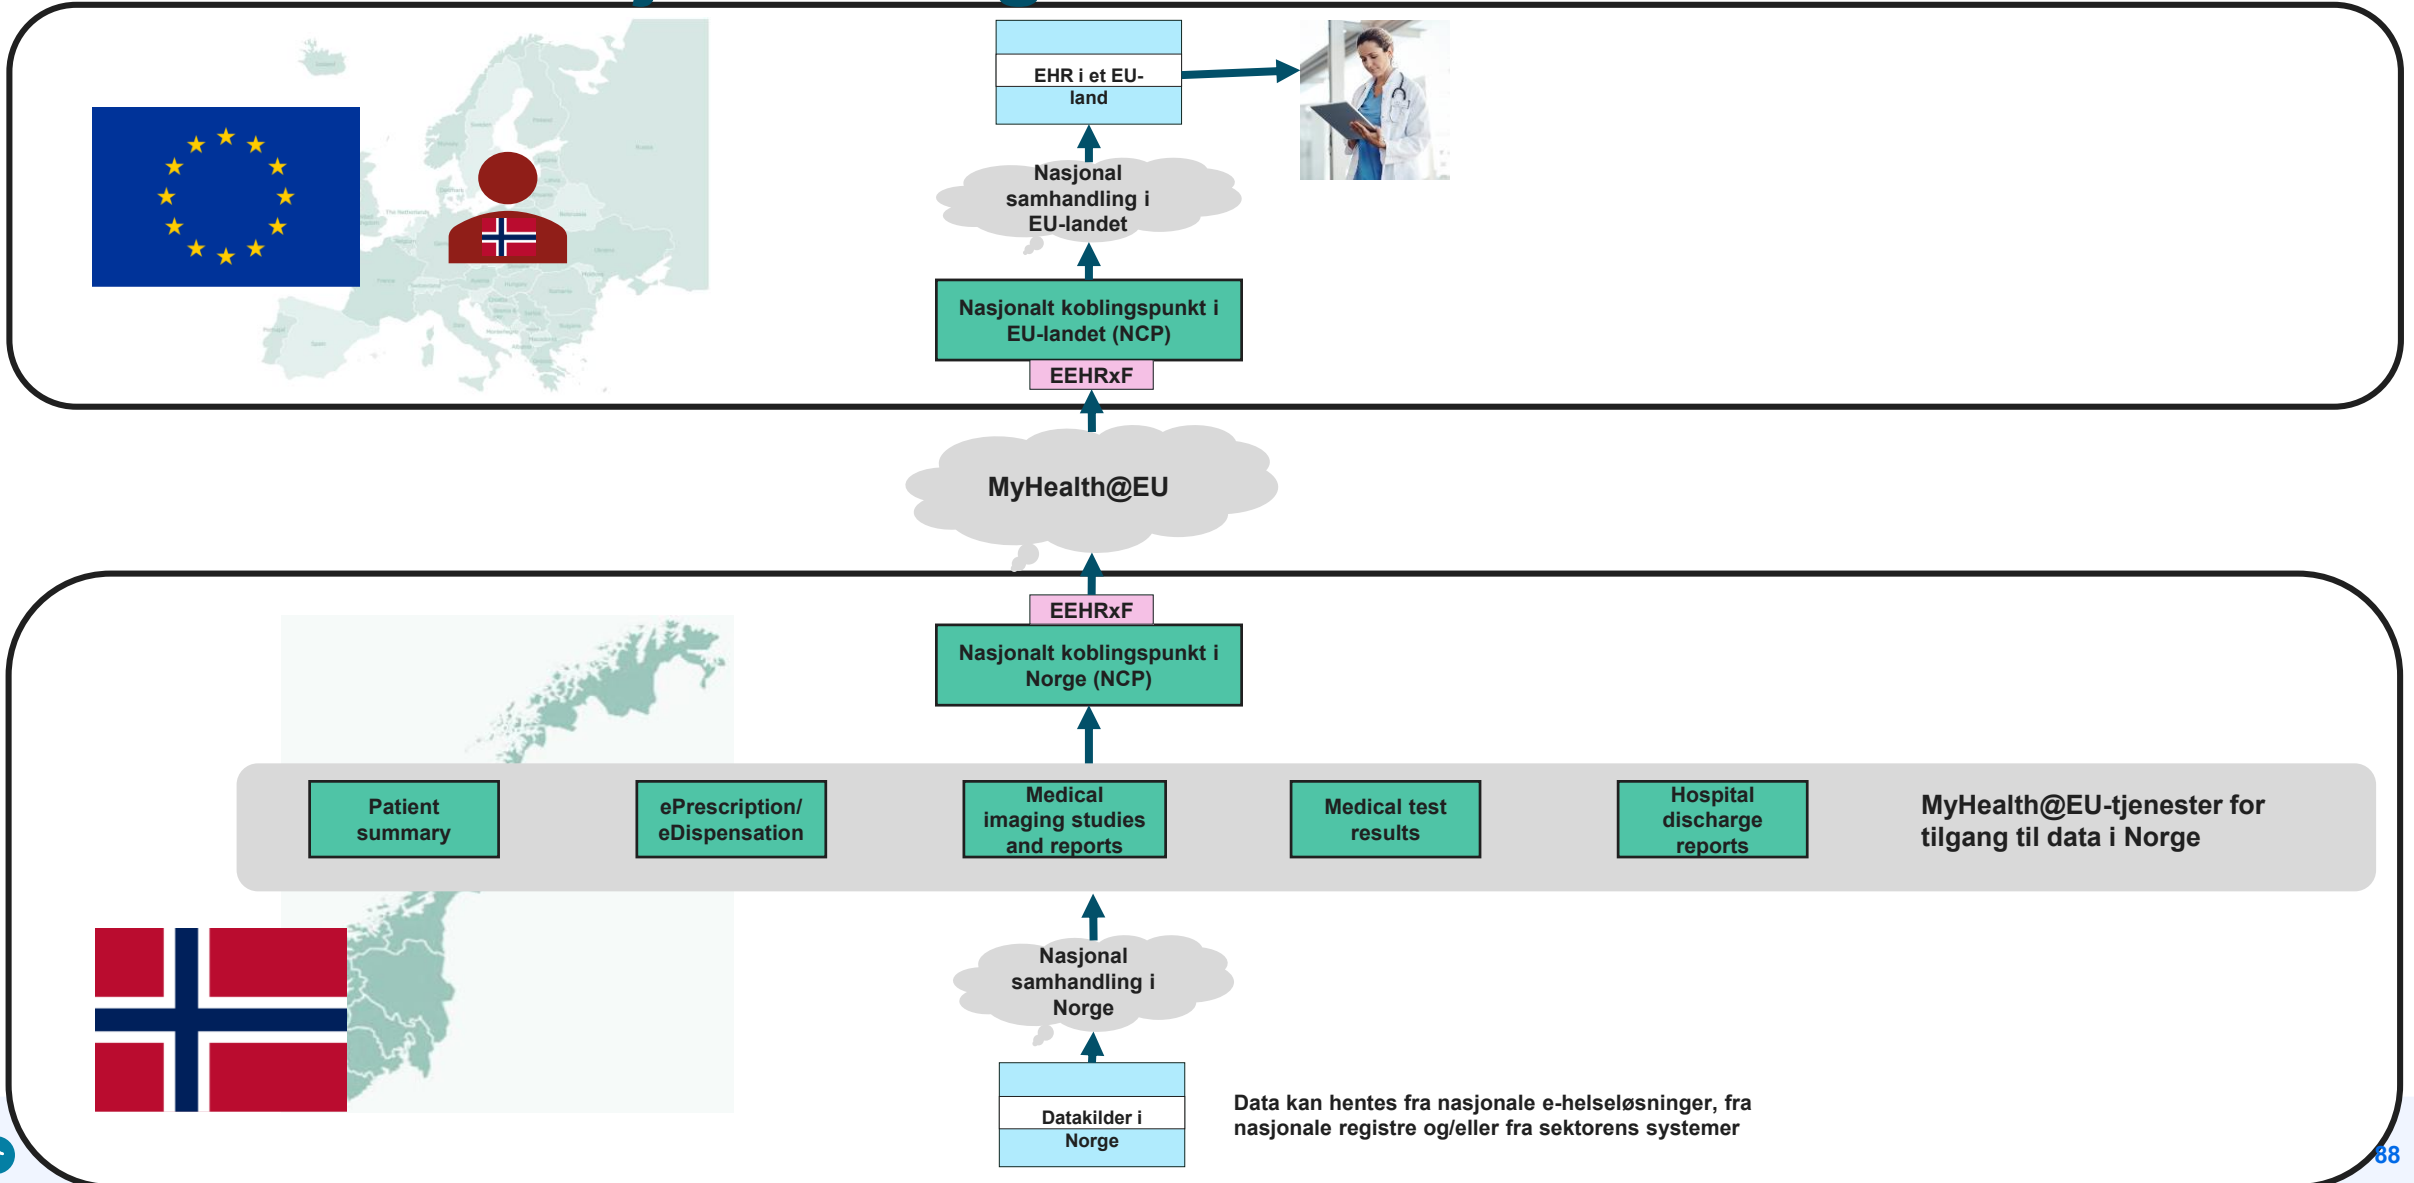 EHR i et EU-
land
Nasjonal
samhandling i
EU-landet
Nasjonalt koblingspunkt i
EU-landet (NCP)
EEHRxF
MyHealth@EU
EEHRxF
Nasjonalt koblingspunkt i
Norge (NCP)
Patient
summary
ePrescription/
eDispensation
Medical
imaging studies
and reports
Medical test
results
Hospital
discharge
reports
MyHealth@EU-tjenester for
tilgang til data i Norge
Nasjonal
samhandling i
Norge
Datakilder i
Norge
Data kan hentes fra nasjonale e-helseløsninger, fra
nasjonale registre og/eller fra sektorens systemer
88